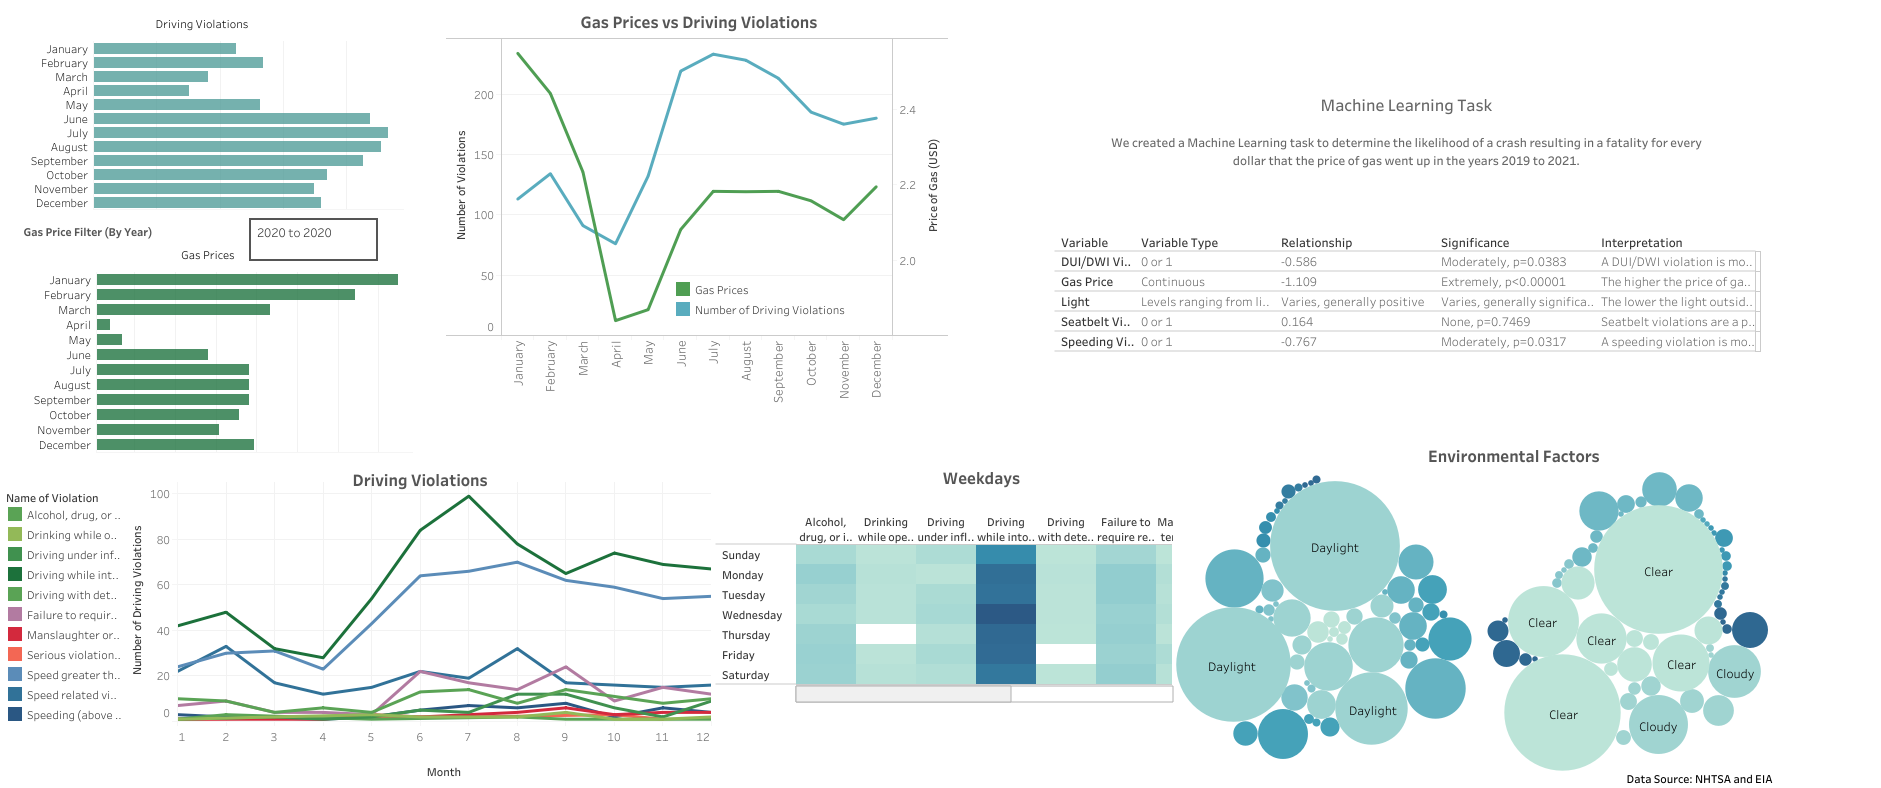 Driving Violations
January
February
March
April
May
June
July
August
September
October
November
December
Gas Price Filter (By Year)
2020 to 2020
Gas Prices
January
February
March
April
May
June
July
August
September
October
November
December
Gas Prices vs Driving Violations
Number of Violations
200
150
100
50
0
2.4
2.2
2.0
Price of Gas (USD)
Gas Prices
Number of Driving Violations
January
February
March
April
May
June
July
August
September
October
November
December
Machine Learning Task
We created a Machine Learning task to determine the likelihood of a crash resulting in a fatality for every
dollar that the price of gas went up in the years 2019 to 2021.
Variable Variable Type Relationship Significance Interpretation
DUI/DWI Vi.. 0 or 1 -0.586 Moderately, p=0.0383 A DUI/DWI violation is mo..
Gas Price Continuous -1.109 Extremely, p<0.00001 The higher the price of ga..
Light Levels ranging from li.. Varies, generally positive Varies, generally significa.. The lower the light outsid..
Seatbelt Vi.. 0 or 1 0.164 None, p=0.7469 Seatbelt violations are a p..
Speeding Vi.. 0 or 1 -0.767 Moderately, p=0.0317 A speeding violation is mo..
Name of Violation
Alcohol, drug, or ..
Drinking while o..
Driving under inf..
Driving while int..
Driving with det..
Failure to requir..
Manslaughter or..
Serious violation..
Speed greater th..
Speed related vi..
Speeding (above ..
Driving Violations
Number of Driving Violations
100
80
60
40
20
0
1 2 3 4 5 6 7 8 9 10 11 12
Month
Weekdays
Alcohol, Drinking Driving Driving Driving Failure to Ma
drug, or i.. while ope.. under infl.. while into.. with dete.. require re.. ter
Sunday
Monday
Tuesday
Wednesday
Thursday
Friday
Saturday
Environmental Factors
Daylight
Daylight
Daylight
Clear
Clear
Clear
Clear
Cloudy
Clear
Cloudy
Data Source: NHTSA and EIA